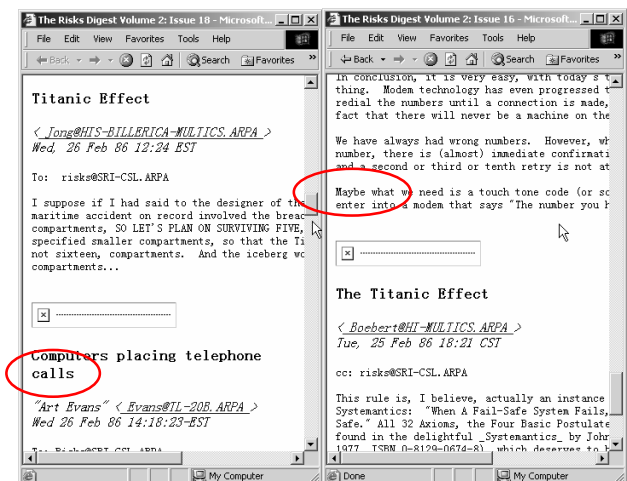 The Risks Digest Volume 2: Issue 18 - Microsoft...
File Edit View Favorites Tools Help
Back Search Favorites »
Titanic Effect
< Jong@HIS-BILLERICA-MULTICS.ARPA >
Wed, 26 Feb 86 12:24 EST
To: risks@SRI-CSL.ARPA
I suppose if I had said to the designer of the
maritime accident on record involved the breac
compartments, SO LET'S PLAN ON SURVIVING FIVE,
specified smaller compartments, so that the Ti
not sixteen, compartments. And the iceberg wo
compartments...
Computers placing telephone
calls
"Art Evans" < Evans@TL-20B.ARPA >
Wed 26 Feb 86 14:18:23-EST
To: Risks@SRI-CSL.ARPA
My Computer
The Risks Digest Volume 2: Issue 16 - Microsoft...
File Edit View Favorites Tools Help
Back Search Favorites »
In conclusion, it is very easy, with today's t
thing. Modem technology has even progressed t
redial the numbers until a connection is made,
fact that there will never be a machine on the
We have always had wrong numbers. However, wh
number, there is (almost) immediate confirmati
and a second or third or tenth retry is not at
Maybe what we need is a touch tone code (or so
enter into a modem that says "The number you h
The Titanic Effect
< Boebert@HI-MULTICS.ARPA >
Tue, 25 Feb 86 18:21 CST
cc: risks@SRI-CSL.ARPA
This rule is, I believe, actually an instance
Systemantics: "When A Fail-Safe System Fails,
Safe." All 32 Axioms, the Four Basic Postulate
found in the delightful _Systemantics_ by John
1977, ISBN 0-8129-0674-8), which deserves to b
Done My Computer